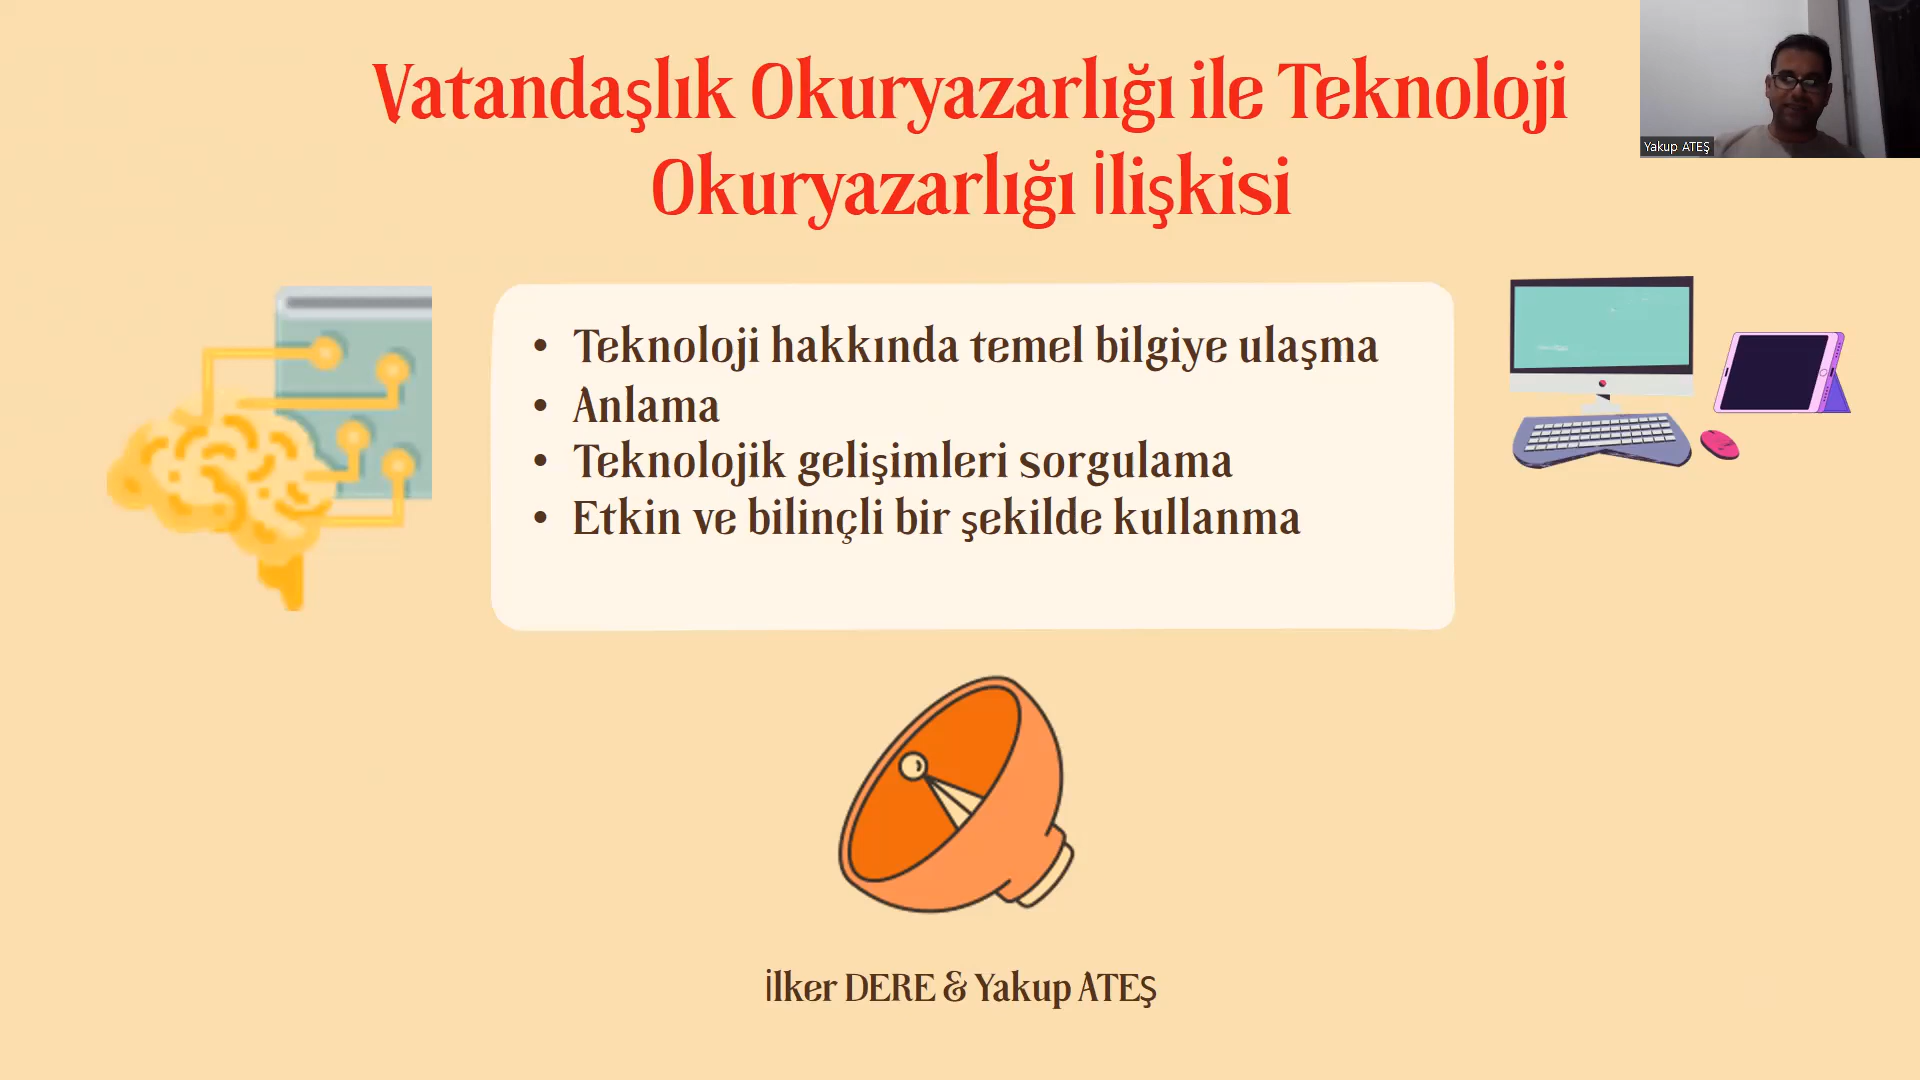 Vatandaşlık Okuryazarlığı ile Teknoloji
Okuryazarlığı İlişkisi
Yakup ATEŞ
• Teknoloji hakkında temel bilgiye ulaşma
• Anlama
• Teknolojik gelişimleri sorgulama
• Etkin ve bilinçli bir şekilde kullanma
İlker DERE & Yakup ATEŞ